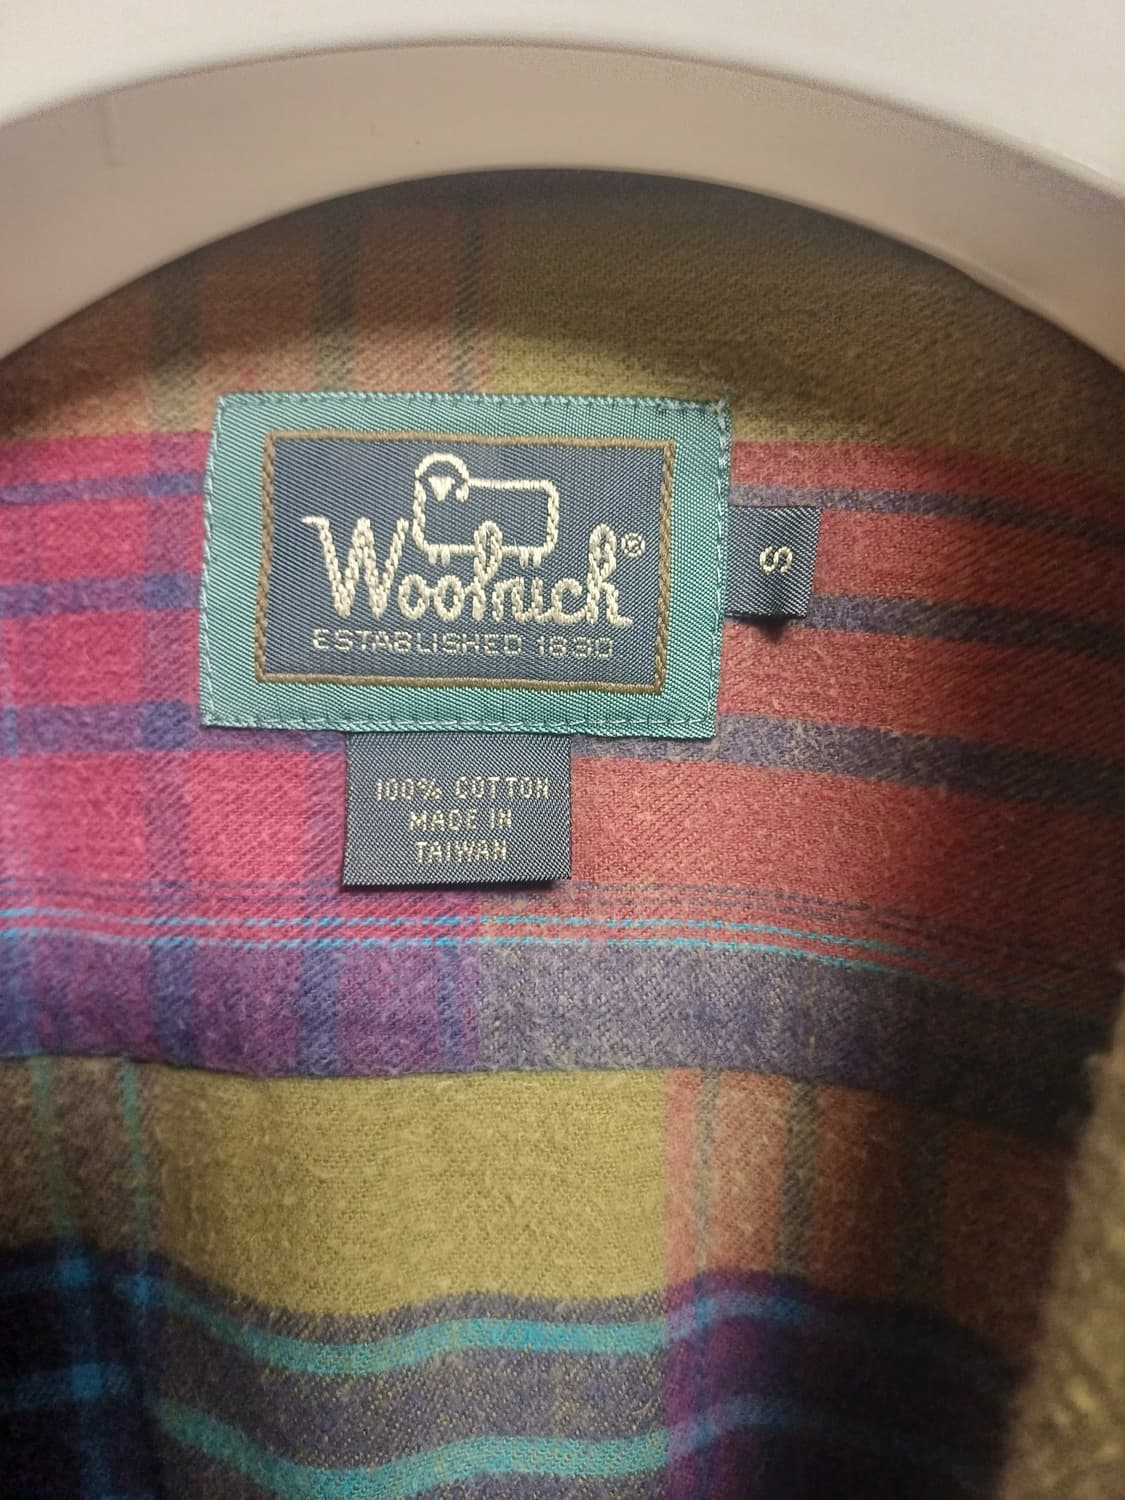 Woolrich®
ESTABLISHED 1830
S
100% COTTON
MADE IN
TAIWAN